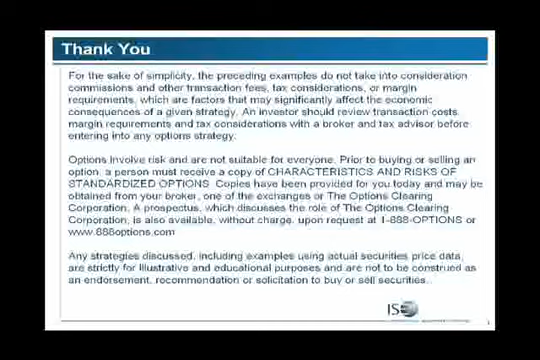 Thank You
For the sake of simplicity, the preceding examples do not take into consideration
commissions and other transaction fees, tax considerations, or margin
requirements, which are factors that may significantly affect the economic
consequences of a given strategy. An investor should review transaction costs,
margin requirements and tax considerations with a broker and tax advisor before
entering into any options strategy.
Options involve risk and are not suitable for everyone. Prior to buying or selling an
option, a person must receive a copy of CHARACTERISTICS AND RISKS OF
STANDARDIZED OPTIONS. Copies have been provided for you today and may be
obtained from your broker, one of the exchanges or The Options Clearing
Corporation. A prospectus, which discusses the role of The Options Clearing
Corporation, is also available, without charge, upon request at 1-888-OPTIONS or
www.888options.com
Any strategies discussed, including examples using actual securities price data,
are strictly for illustrative and educational purposes and are not to be construed as
an endorsement, recommendation or solicitation to buy or sell securities.
ISE